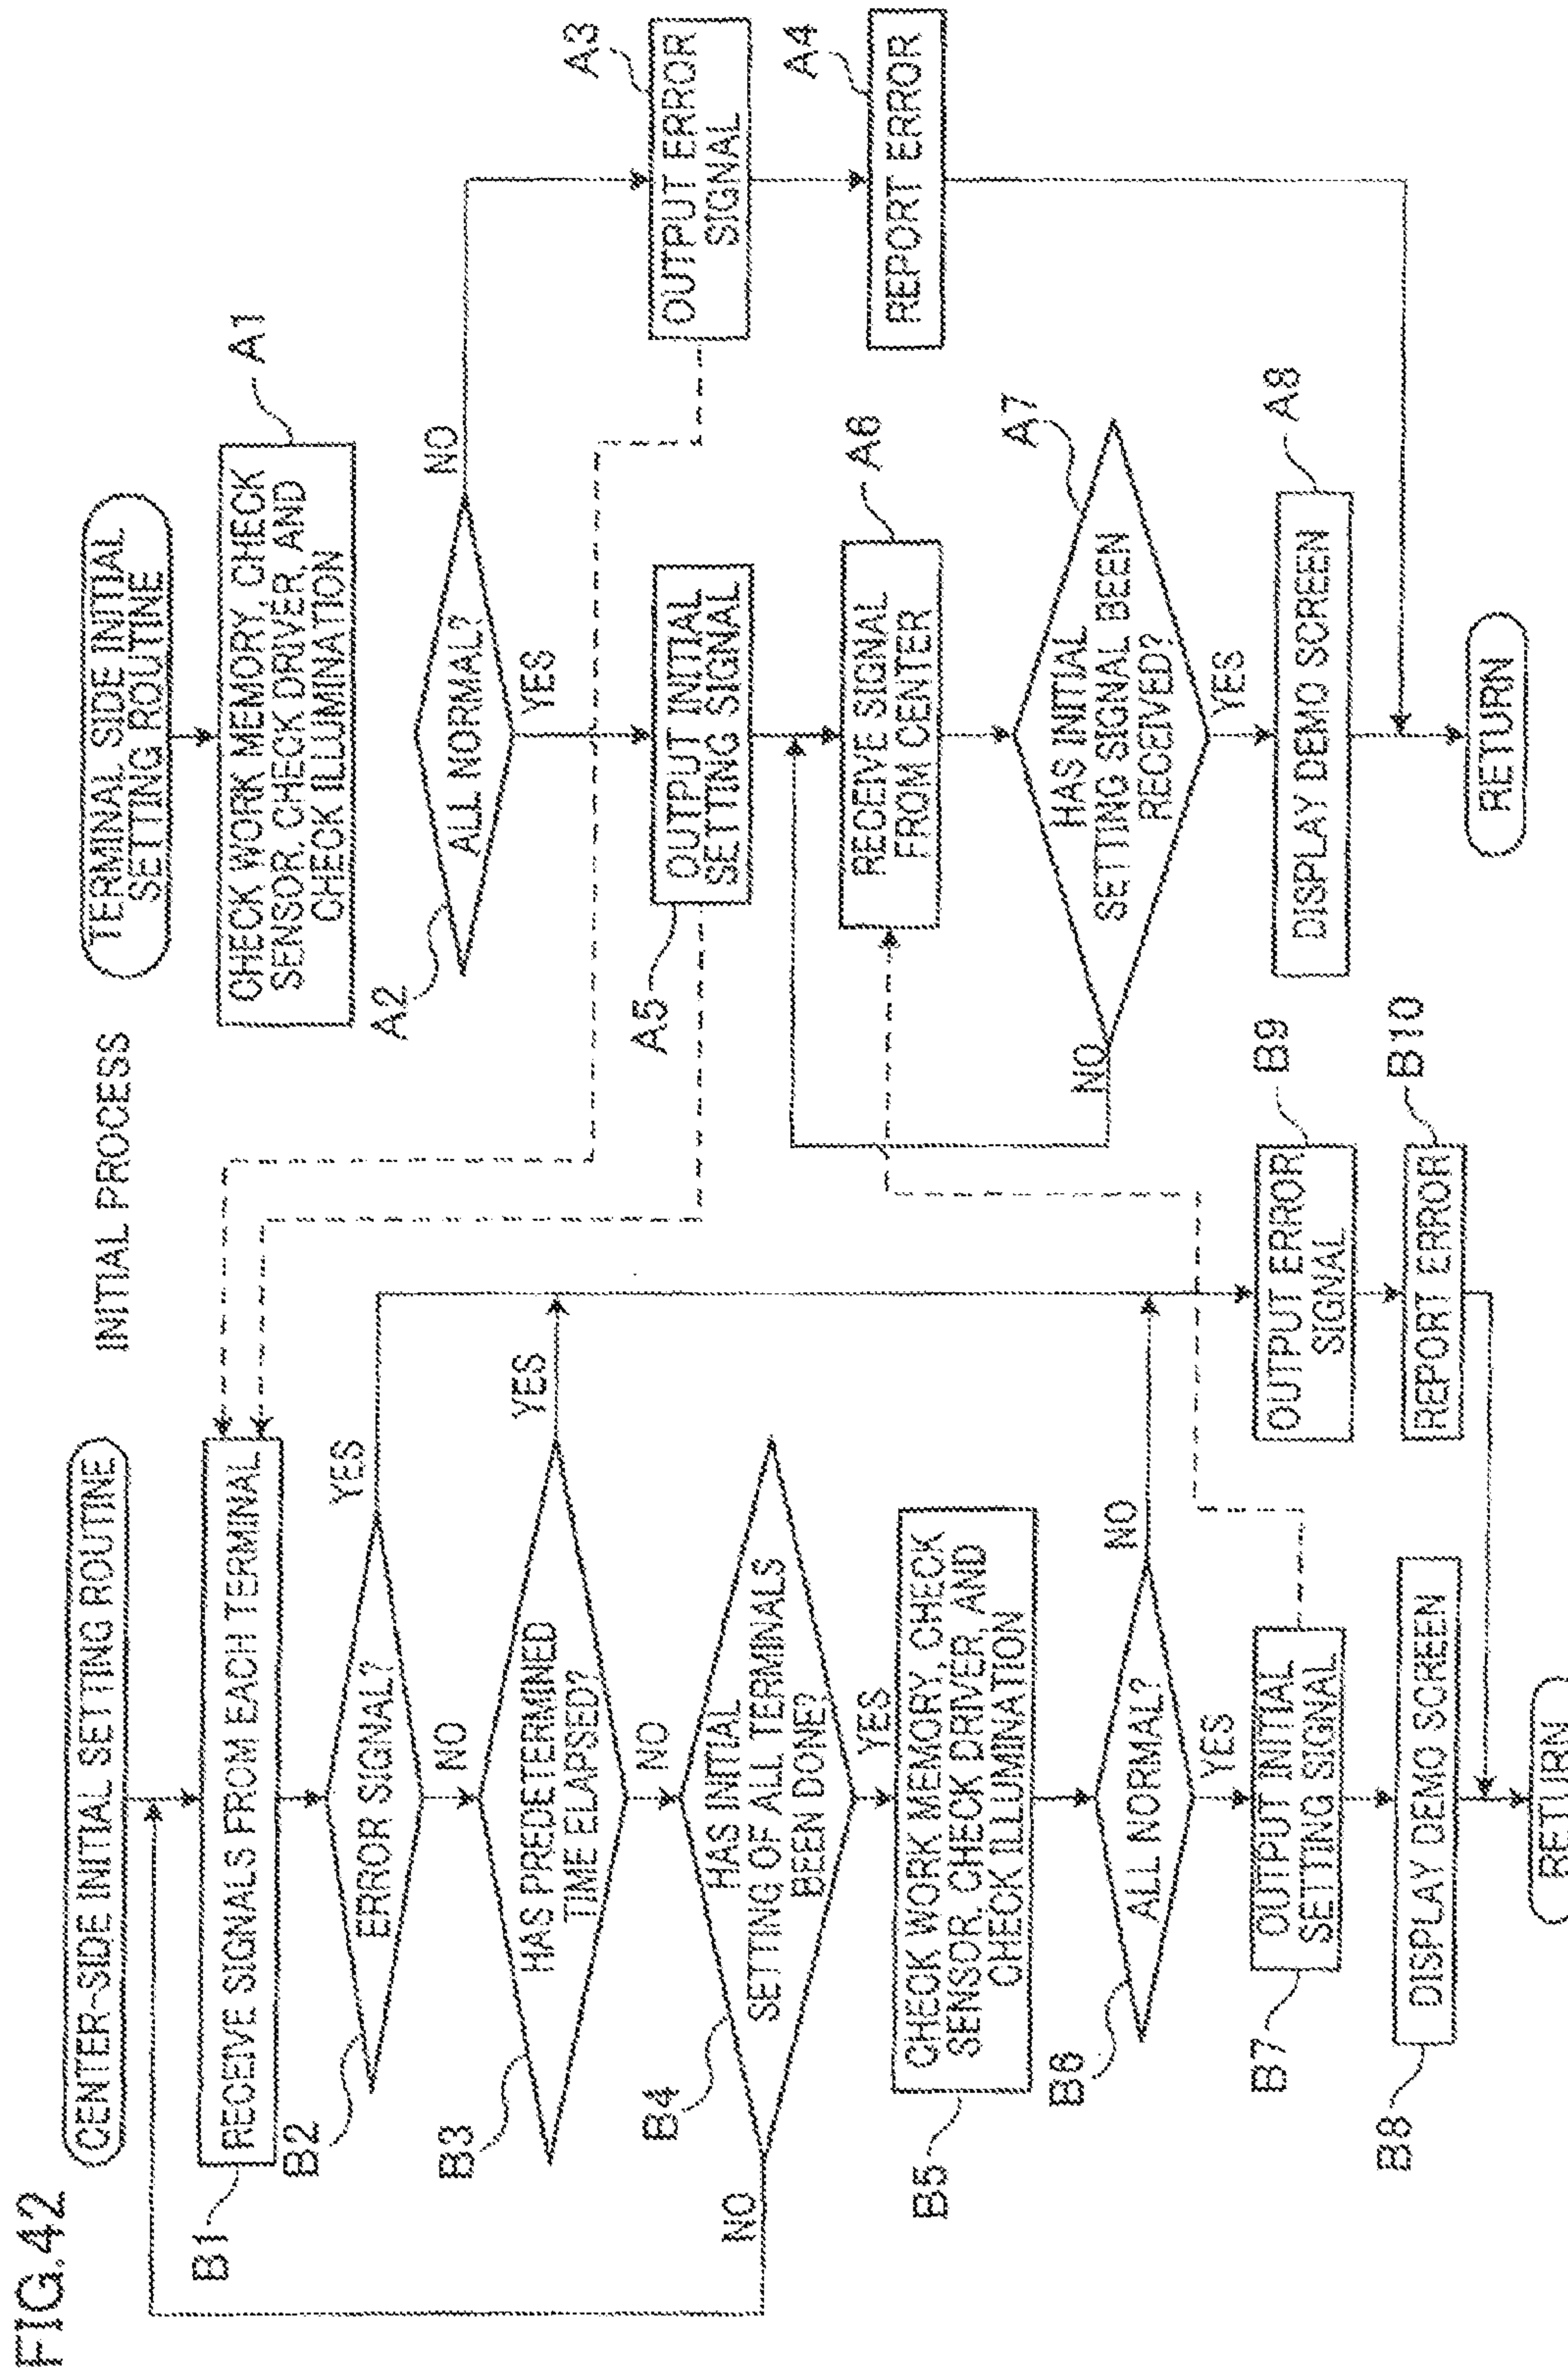 FIG.42
INITIAL PROCESS
CENTER-SIDE INITIAL SETTING ROUTINE
B1
RECEIVE SIGNALS FROM EACH TERMINAL
B2
ERROR SIGNAL?
YES
NO
B3
HAS PREDETERMINED
TIME ELAPSED?
YES
NO
B4
HAS INITIAL
SETTING OF ALL TERMINALS
BEEN DONE?
NO
YES
B5
CHECK WORK MEMORY, CHECK
SENSOR, CHECK DRIVER, AND
CHECK ILLUMINATION
B6
ALL NORMAL?
NO
YES
B7
OUTPUT INITIAL
SETTING SIGNAL
B8
DISPLAY DEMO SCREEN
B9
OUTPUT ERROR
SIGNAL
B10
REPORT ERROR
RETURN
TERMINAL SIDE INITIAL
SETTING ROUTINE
A1
CHECK WORK MEMORY, CHECK
SENSOR, CHECK DRIVER, AND
CHECK ILLUMINATION
A2
ALL NORMAL?
NO
YES
A3
OUTPUT ERROR
SIGNAL
A4
REPORT ERROR
A5
OUTPUT INITIAL
SETTING SIGNAL
A6
RECEIVE SIGNAL
FROM CENTER
A7
HAS INITIAL
SETTING SIGNAL BEEN
RECEIVED?
NO
YES
A8
DISPLAY DEMO SCREEN
RETURN